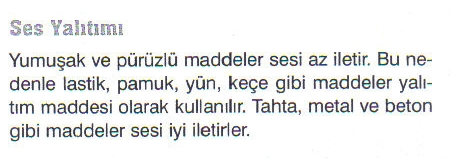 Ses Yalıtımı
Yumuşak ve pürüzlü maddeler sesi az iletir. Bu ne-
denle lastik, pamuk, yün, keçe gibi maddeler yalı-
tım maddesi olarak kullanılır. Tahta, metal ve beton
gibi maddeler sesi iyi iletirler.